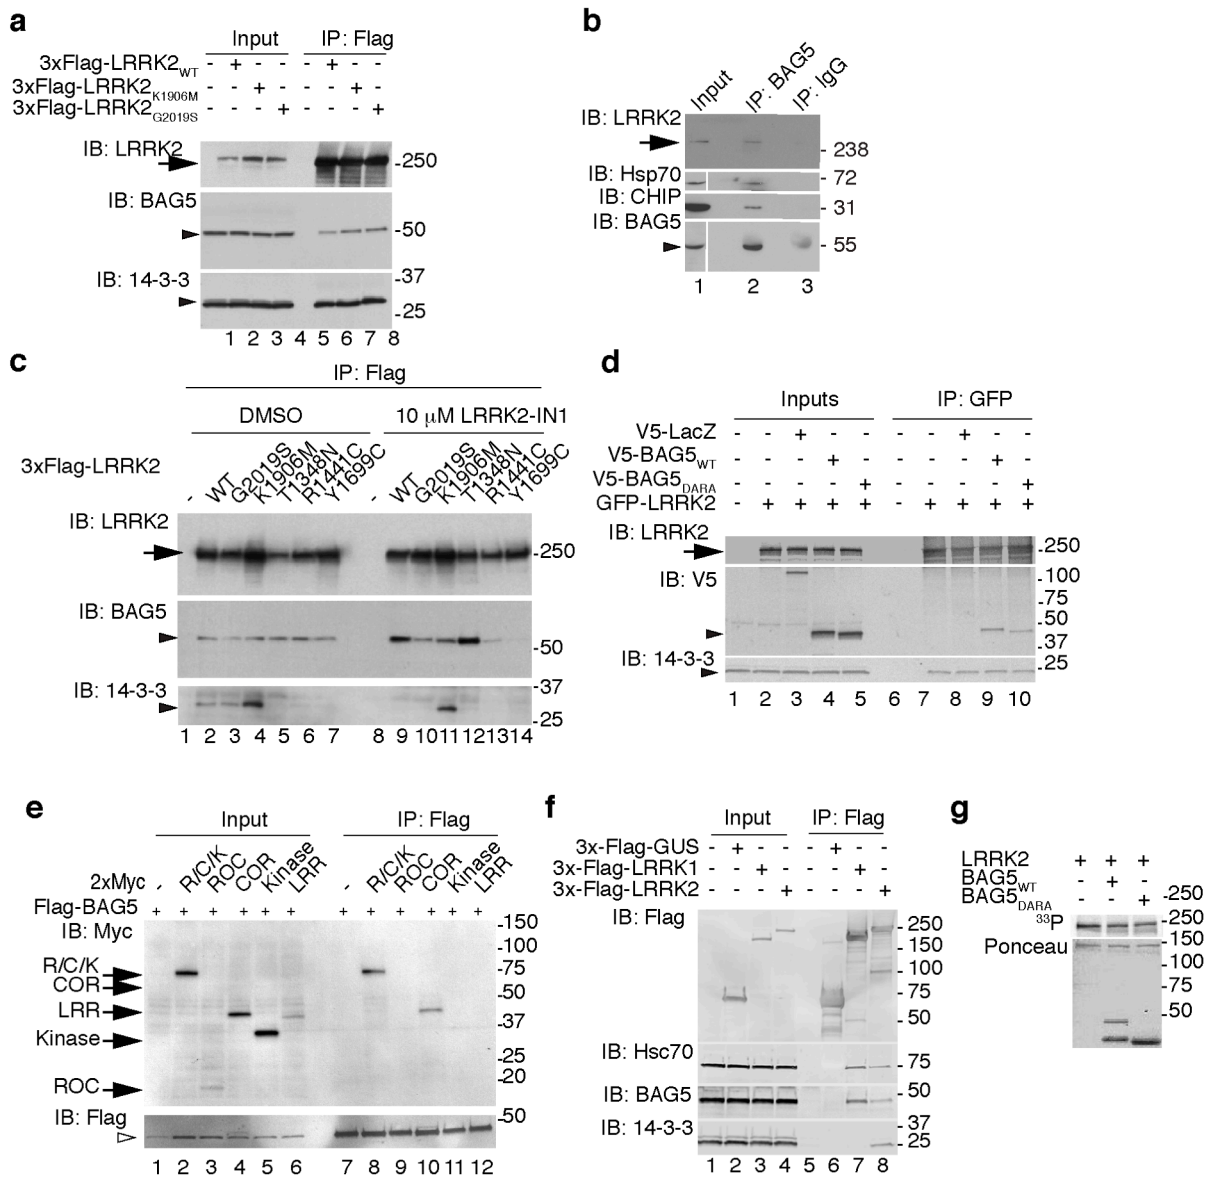 a
Input IP: Flag
3xFlag-LRRK2WT - + - - - + - -
3xFlag-LRRK2K1906M - - + - - - + -
3xFlag-LRRK2G2019S - - - + - - - +
IB: LRRK2
-250
IB: BAG5
-50
IB: 14-3-3
-37
-25
1 2 3 4 5 6 7 8
b
Input IP: BAG5 IP: IgG
IB: LRRK2
- 238
IB: Hsp70 - 72
IB: CHIP - 31
IB: BAG5
- 55
1 2 3
c
IP: Flag
DMSO 10 μM LRRK2-IN1
3xFlag-LRRK2
- WT G2019S K1906M T1348N R1441C Y1699C - WT G2019S K1906M T1348N R1441C Y1699C
IB: LRRK2
-250
IB: BAG5
-50
IB: 14-3-3
-37
-25
1 2 3 4 5 6 7 8 9 10 11 12 13 14
d
Inputs IP: GFP
V5-LacZ - - + - - - - + - -
V5-BAG5WT - - - + - - - - + -
V5-BAG5DARA - - - - + - - - - +
GFP-LRRK2 - + + + + - + + + +
IB: LRRK2
-250
IB: V5
-100
75
-50
-37
IB: 14-3-3
-25
1 2 3 4 5 6 7 8 9 10
e
Input IP: Flag
2xMyc - R/C/K ROC COR Kinase LRR - R/C/K ROC COR Kinase LRR
Flag-BAG5 + + + + + + + + + + + +
IB: Myc
-150
-100
R/C/K
-75
COR
-50
LRR
-37
Kinase
-25
-20
ROC
IB: Flag
-50
1 2 3 4 5 6 7 8 9 10 11 12
f
Input IP: Flag
3x-Flag-GUS - + - - - + - -
3x-Flag-LRRK1 - - + - - - + -
3x-Flag-LRRK2 - - - + - - - +
IB: Flag
-250
-150
-100
-75
-50
IB: Hsc70
-75
IB: BAG5
-50
IB: 14-3-3
-37
-25
1 2 3 4 5 6 7 8
g
LRRK2 + + +
BAG5WT - + -
BAG5DARA - - +
-250
33P
-250
Ponceau
-150
-100
-75
-50